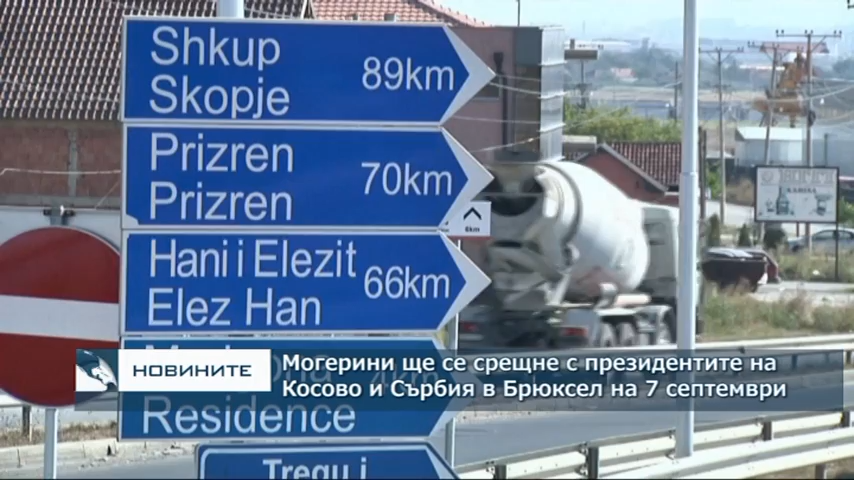 Shkup
Skopje
89km
Prizren
Prizren
70km
6km
Hani i Elezit
Elez Han
66km
4km
Residence
Tregu i
НОВИНИТЕ
Могерини ще се срещне с президентите на
Косово и Сърбия в Брюксел на 7 септември